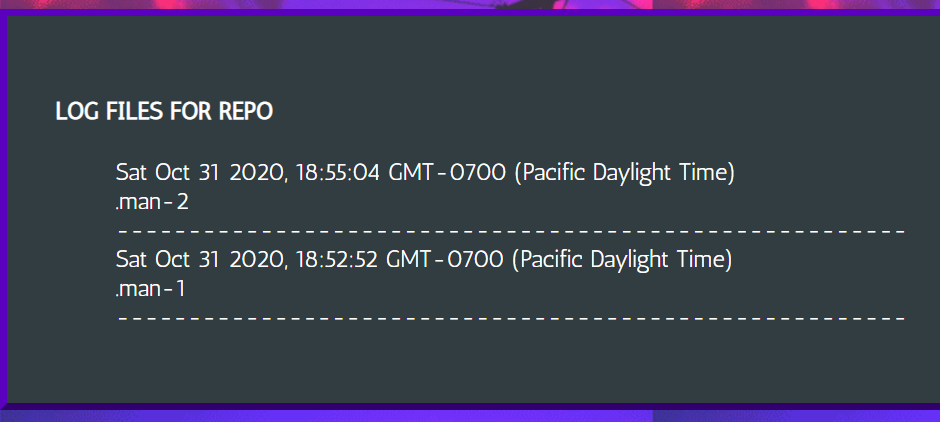 LOG FILES FOR REPO
Sat Oct 31 2020, 18:55:04 GMT-0700 (Pacific Daylight Time)
.man-2
-------------------------------------------------------
Sat Oct 31 2020, 18:52:52 GMT-0700 (Pacific Daylight Time)
.man-1
-------------------------------------------------------